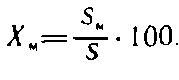 Xм = Sм/S · 100.